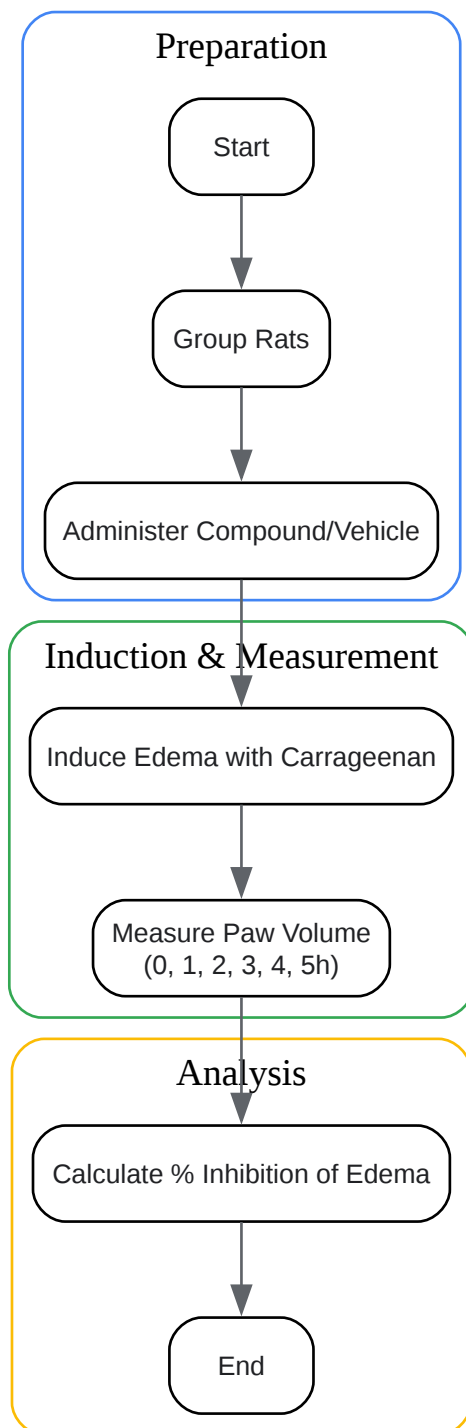 Preparation
Start
Group Rats
Administer Compound/Vehicle
Induction & Measurement
Induce Edema with Carrageenan
Measure Paw Volume
(0, 1, 2, 3, 4, 5h)
Analysis
Calculate % Inhibition of Edema
End